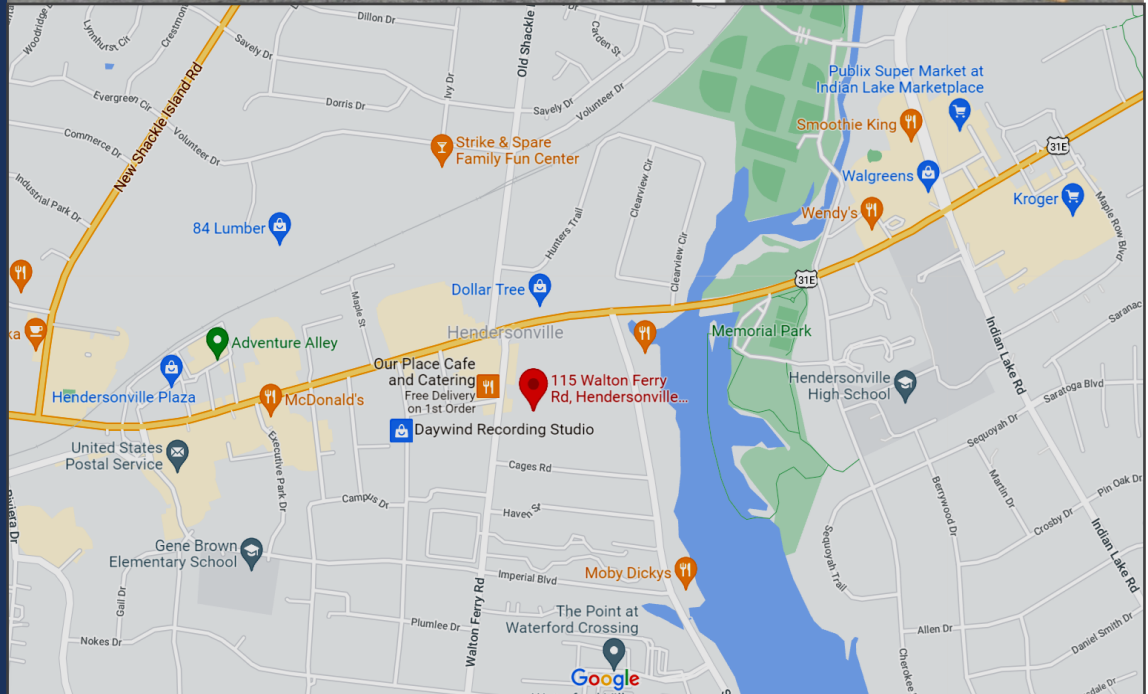 Woodridge
Lynhurst Cir
Crestmo
Savely Dr
Dillon Dr
Ivy Dr
Old Shackle I
Carden St
Publix Super Market at
Indian Lake Marketplace
Evergreen Cir
New Shackle Island Rd
Dorris Dr
Savely Dr
Volunteer Dr
Smoothie King
31E
Commerce Dr
Volunteer Dr
Strike & Spare
Family Fun Center
Clearview Cir
Walgreens
Industrial Park Dr
Kroger
Maple Row Blvd
84 Lumber
Hunters Trail
Wendy's
Clearview Cir
31E
Dollar Tree
Maple St
Saranac
ka
Adventure Alley
Hendersonville
Memorial Park
Indian Lake Rd
Our Place Cafe
and Catering
Free Delivery
on 1st Order
115 Walton Ferry
Rd, Hendersonville...
Hendersonville
High School
Saratoga Blvd
Hendersonville Plaza
McDonald's
Daywind Recording Studio
Sequoyah Dr
United States
Postal Service
Executive Park Dr
Cages Rd
Riviera Dr
Campus Dr
Haven St
Berrywood Dr
Martin Dr
Pin Oak Dr
Crosby Dr
Indian Lake Rd
Gene Brown
Elementary School
Sequoyah Trail
Imperial Blvd
Moby Dickys
Gail Dr
Walton Ferry Rd
Plumlee Dr
The Point at
Waterford Crossing
Allen Dr
Daniel Smith Dr
Nokes Dr
Cherokee
Google